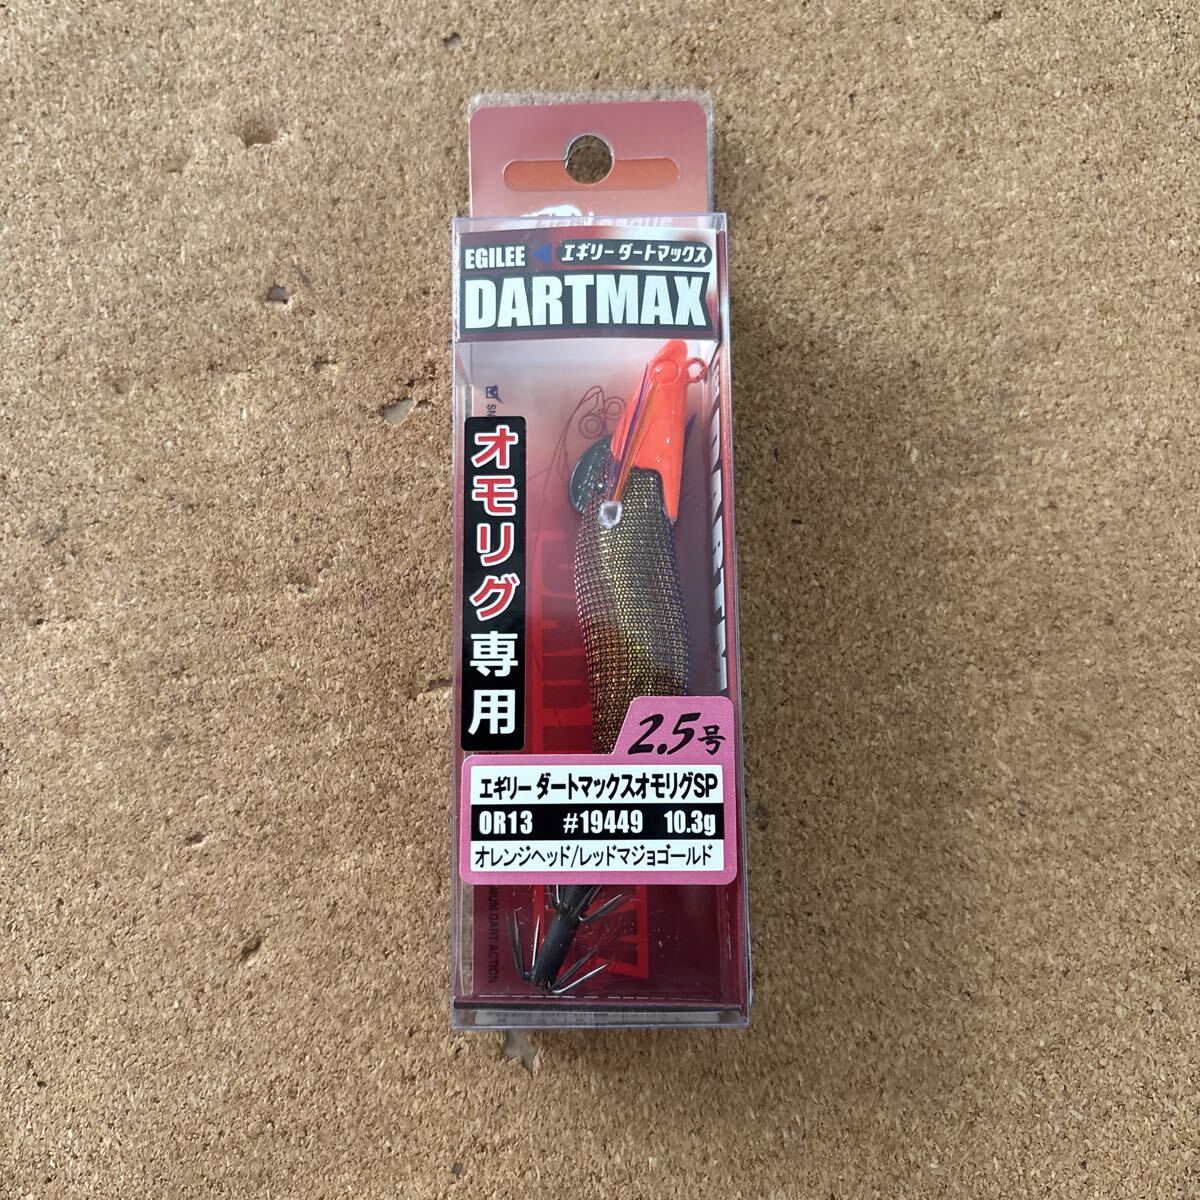 EGILEE エギリー ダートマックス
DARTMAX
オモリグ専用
2.5号
エギリー ダートマックスオモリグSP
OR13 #19449 10.3g
オレンジヘッド/レッドマジョゴールド
MUM DART ACTION